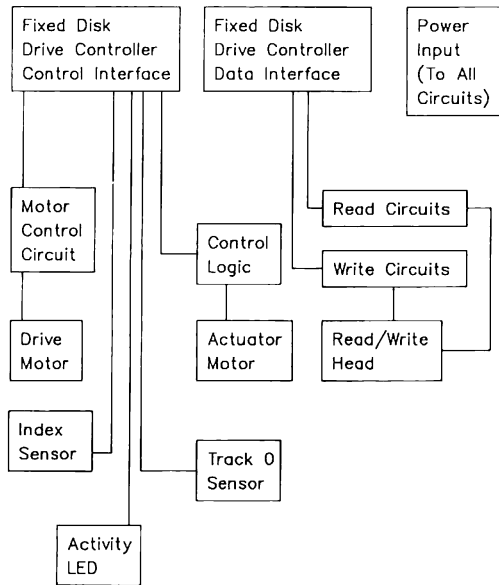 Fixed Disk
Drive Controller
Control Interface
Fixed Disk
Drive Controller
Data Interface
Power
Input
(To All
Circuits)
Motor
Control
Circuit
Read Circuits
Control
Logic
Write Circuits
Drive
Motor
Actuator
Motor
Read/Write
Head
Index
Sensor
Track 0
Sensor
Activity
LED